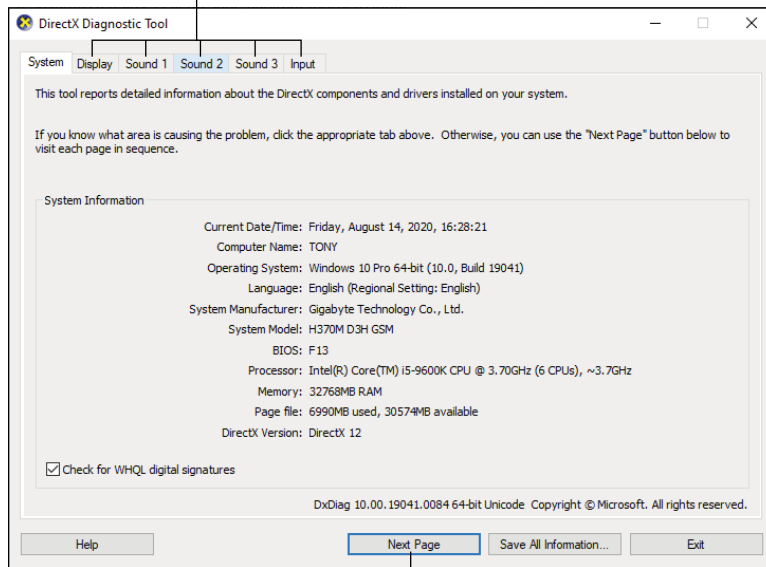 DirectX Diagnostic Tool
System Display Sound 1 Sound 2 Sound 3 Input
This tool reports detailed information about the DirectX components and drivers installed on your system.
If you know what area is causing the problem, click the appropriate tab above. Otherwise, you can use the "Next Page" button below to
visit each page in sequence.
System Information
Current Date/Time: Friday, August 14, 2020, 16:28:21
Computer Name: TONY
Operating System: Windows 10 Pro 64-bit (10.0, Build 19041)
Language: English (Regional Setting: English)
System Manufacturer: Gigabyte Technology Co., Ltd.
System Model: H370M D3H GSM
BIOS: F13
Processor: Intel(R) Core(TM) i5-9600K CPU @ 3.70GHz (6 CPUs), ~3.7GHz
Memory: 32768MB RAM
Page file: 6990MB used, 30574MB available
DirectX Version: DirectX 12
Check for WHQL digital signatures
DxDiag 10.00.19041.0084 64-bit Unicode Copyright © Microsoft. All rights reserved.
Help Next Page Save All Information... Exit